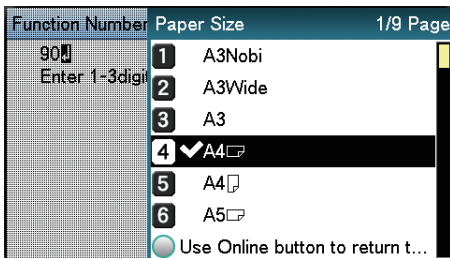 Function Number Paper Size 1/9 Page
90
Enter 1-3digi
1 A3Nobi
2 A3Wide
3 A3
4 A4
5 A4
6 A5
Use Online button to return t...